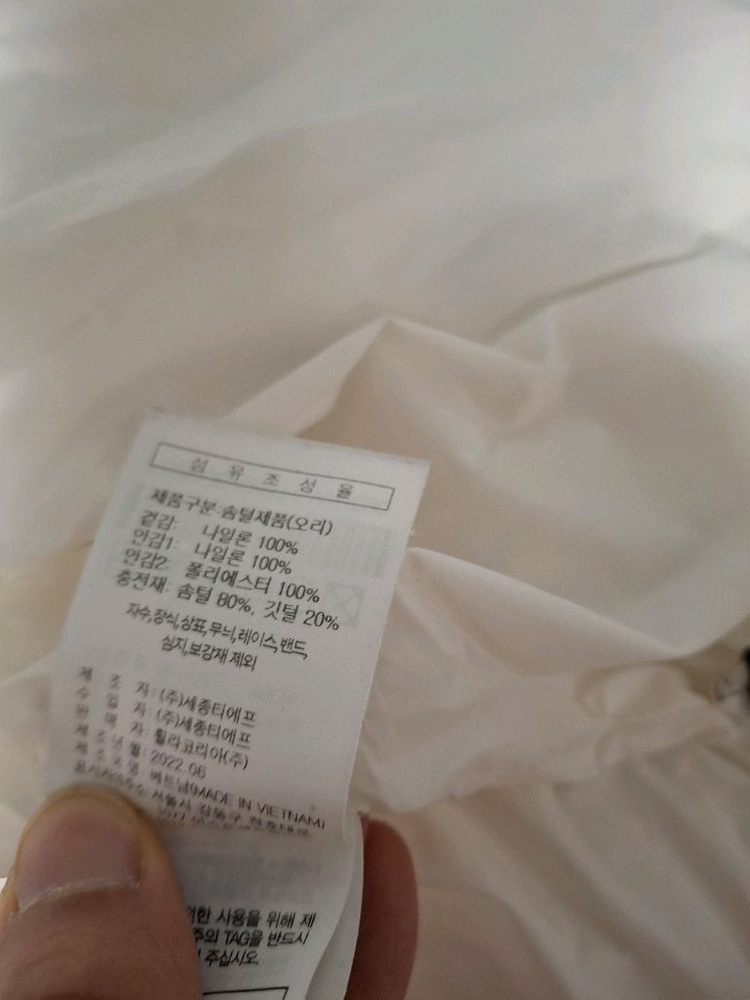 섬 유 조 성 율
제품구분:솜털제품(오리)
겉감: 나일론 100%
안감1: 나일론 100%
안감2: 폴리에스터 100%
충전재: 솜털 80%, 깃털 20%
자수,장식,상표,무늬,레이스,밴드,
심지,보강재 제외
제 조 자: (주)세종티에프
수 입 자: (주)세종티에프
판 매 자: 휠라코리아(주)
제 조 년 월: 2022.06
제 조 국 명: 베트남(MADE IN VIETNAM)
표시자의주소: 서울시 강동구
한 사용을 위해 제
TAG를 반드시
주십시오.